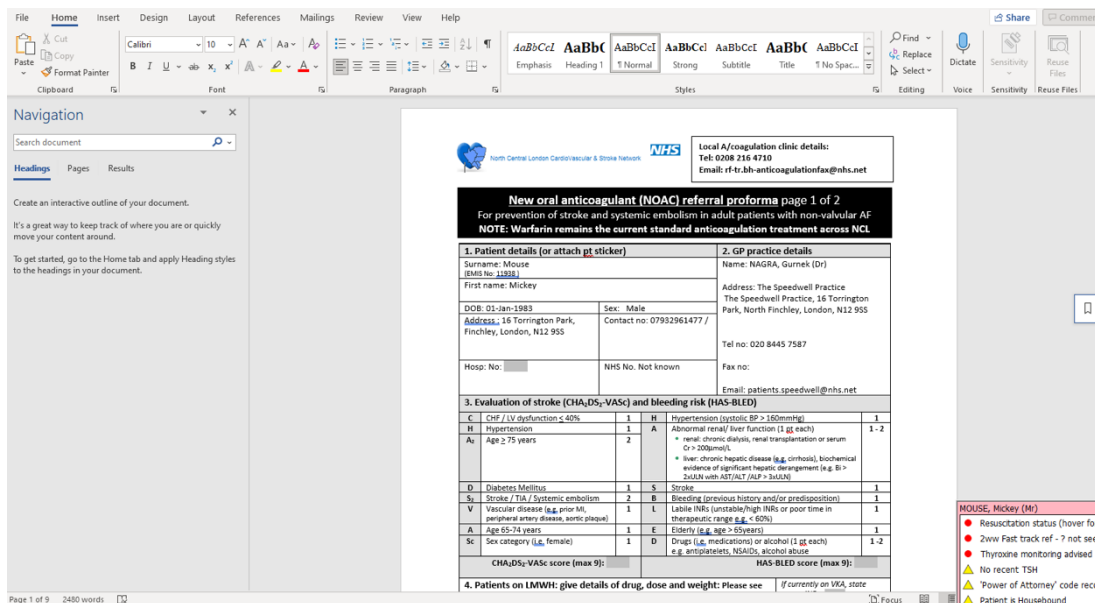 File Home Insert Design Layout References Mailings Review View Help
Share
Comme
Cut
Copy
Format Painter
Paste
Clipboard
Calibri 10
Font
Paragraph
AaBbCcI AaBb( AaBbCcI AaBbCcI AaBbCcI AaBb( AaBbCcI
Emphasis Heading 1 ¶ Normal Strong Subtitle Title ¶ No Spac...
Styles
Find
Replace
Select
Editing
Dictate
Voice
Sensitivity
Sensitivity
Reuse
Files
Reuse Files
Navigation
Search document
Headings Pages Results
Create an interactive outline of your document.
It's a great way to keep track of where you are or quickly
move your content around.
To get started, go to the Home tab and apply Heading styles
to the headings in your document.
North Central London CardioVascular & Stroke Network
NHS
Local A/coagulation clinic details:
Tel: 0208 216 4710
Email: rf-tr.bh-anticoagulationfax@nhs.net
New oral anticoagulant (NOAC) referral proforma page 1 of 2
For prevention of stroke and systemic embolism in adult patients with non-valvular AF
NOTE: Warfarin remains the current standard anticoagulation treatment across NCL
1. Patient details (or attach pt sticker)
Surname: Mouse
(EMIS No: 11938 )
First name: Mickey
DOB: 01-Jan-1983 Sex: Male
Address : 16 Torrington Park,
Finchley, London, N12 9SS
Contact no: 07932961477 /
Hosp: No:
NHS No. Not known
2. GP practice details
Name: NAGRA, Gurnek (Dr)
Address: The Speedwell Practice
The Speedwell Practice, 16 Torrington
Park, North Finchley, London, N12 9SS
Tel no: 020 8445 7587
Fax no:
Email: patients.speedwell@nhs.net
3. Evaluation of stroke (CHA₂DS₂-VASc) and bleeding risk (HAS-BLED)
C CHF / LV dysfunction ≤ 40% 1 H Hypertension (systolic BP > 160mmHg) 1
H Hypertension 1 A Abnormal renal/ liver function (1 pt each) 1 - 2
A₂ Age ≥ 75 years 2
• renal: chronic dialysis, renal transplantation or serum
Cr > 200µmol/L
• liver: chronic hepatic disease (e.g. cirrhosis), biochemical
evidence of significant hepatic derangement (e.g. Bi >
2xULN with AST/ALT /ALP > 3xULN)
D Diabetes Mellitus 1 S Stroke 1
S₂ Stroke / TIA / Systemic embolism 2 B Bleeding (previous history and/or predisposition) 1
V Vascular disease (e.g. prior MI,
peripheral artery disease, aortic plaque) 1
L Labile INRs (unstable/high INRs or poor time in
therapeutic range e.g. < 60%) 1
A Age 65-74 years 1 E Elderly (e.g. age > 65years) 1
Sc Sex category (i.e. female) 1 D Drugs (i.e. medications) or alcohol (1 pt each) 1 -2
e.g. antiplatelets, NSAIDs, alcohol abuse
CHA₂DS₂-VASc score (max 9): HAS-BLED score (max 9):
4. Patients on LMWH: give details of drug, dose and weight: Please see
If currently on VKA, state
MOUSE, Mickey (Mr)
Resuscitation status (hover fo
2ww Fast track ref - ? not see
Thyroxine monitoring advised
No recent TSH
'Power of Attorney' code reco
Patient is Housebound
Page 1 of 9 2480 words
Focus